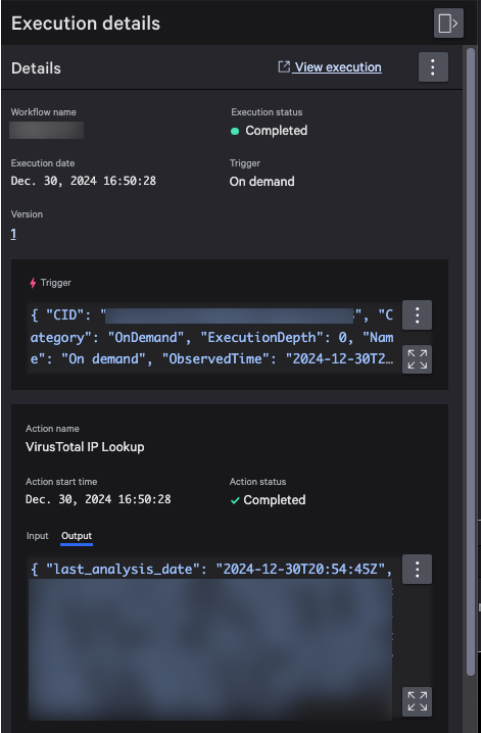 Execution details
Details
View execution
Workflow name
Execution status
Completed
Execution date
Trigger
Dec. 30, 2024 16:50:28
On demand
Version
1
Trigger
{ "CID": " ", "C
ategory": "OnDemand", "ExecutionDepth": 0, "Nam
e": "On demand", "ObservedTime": "2024-12-30T2…
Action name
VirusTotal IP Lookup
Action start time
Action status
Dec. 30, 2024 16:50:28
Completed
Input
Output
{ "last_analysis_date": "2024-12-30T20:54:45Z",